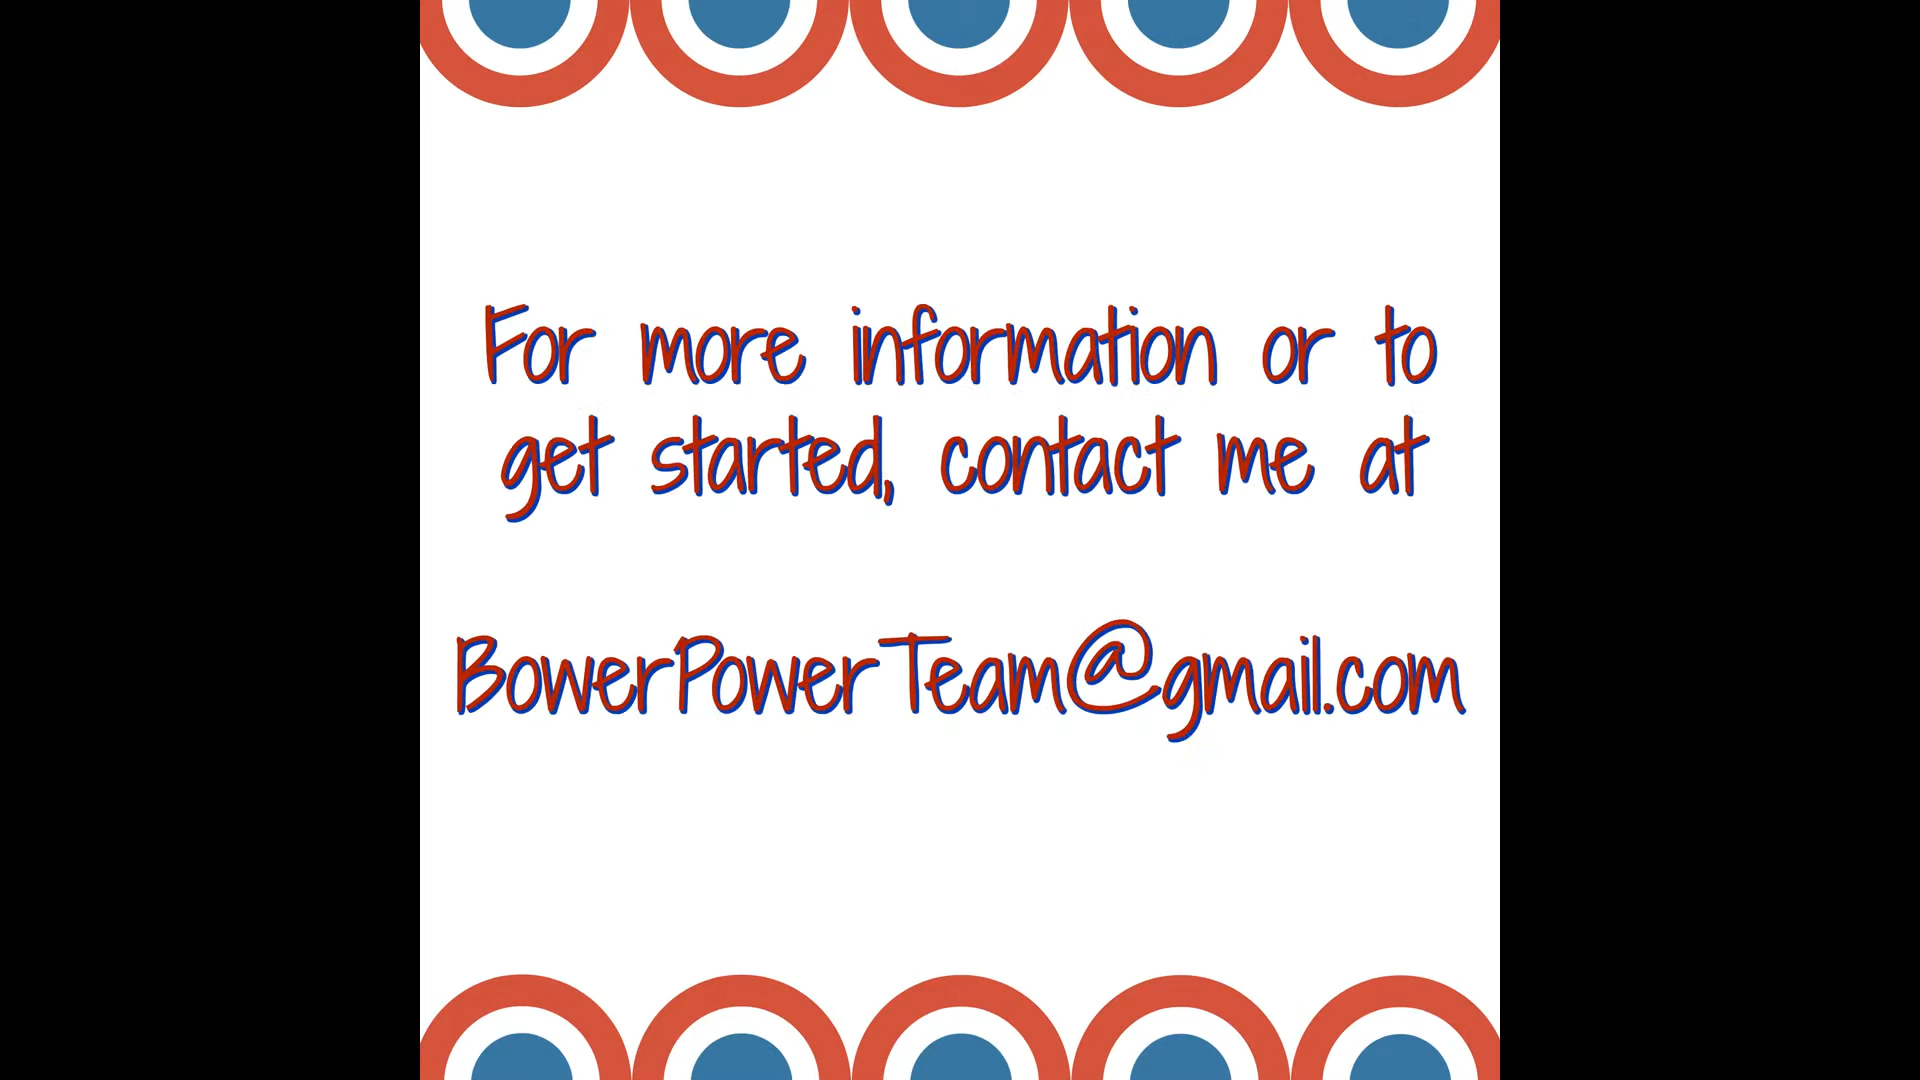 For more information or to
get started, contact me at
BowerPowerTeam@gmail.com